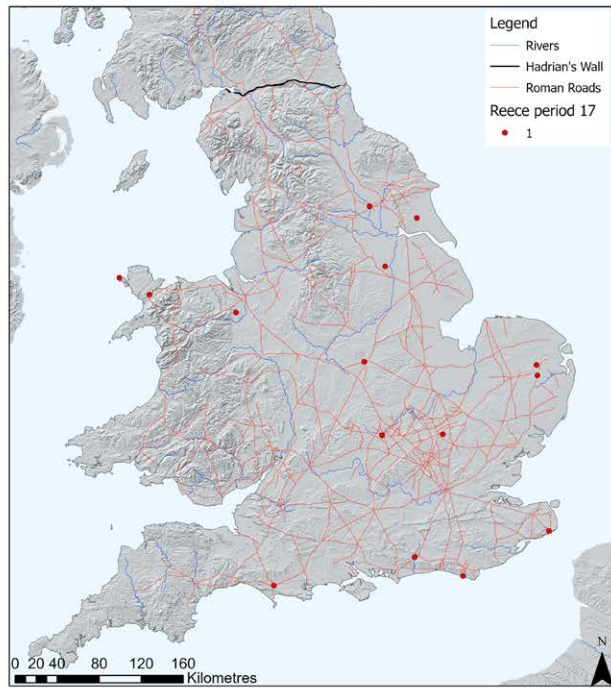 Legend
Rivers
Hadrian's Wall
Roman Roads
Reece period 17
1
N
0 20 40 80 120 160
Kilometres